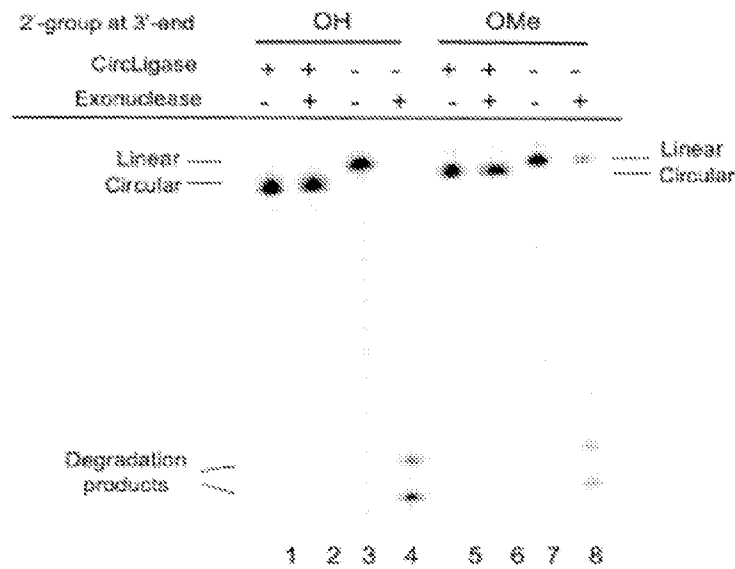 2'-group at 3'-end OH OMe
CircLigase + + - - + + - -
Exonuclease - + - + - + - +
Linear Linear
Circular Circular
Degradation
products
1 2 3 4 5 6 7 8